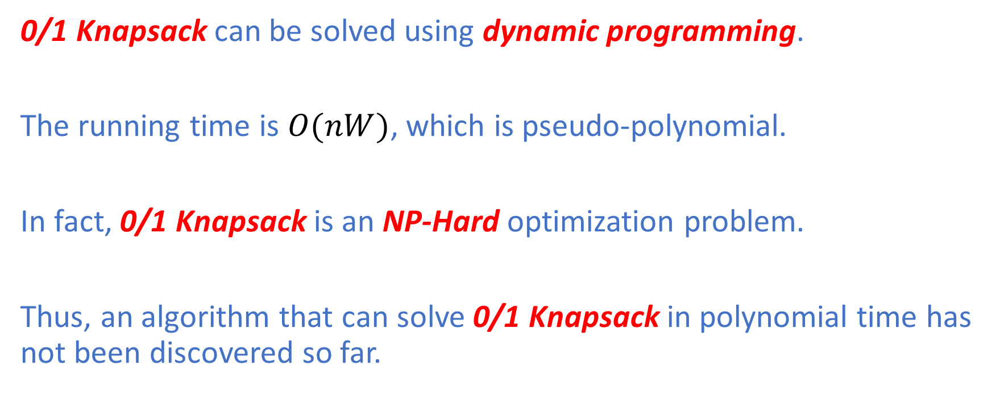 0/1 Knapsack can be solved using dynamic programming.
The running time is O(nW), which is pseudo-polynomial.
In fact, 0/1 Knapsack is an NP-Hard optimization problem.
Thus, an algorithm that can solve 0/1 Knapsack in polynomial time has
not been discovered so far.